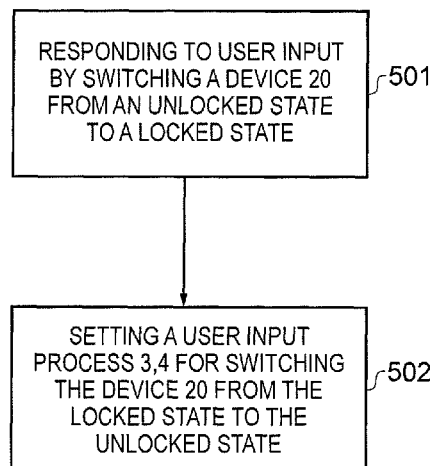 RESPONDING TO USER INPUT
BY SWITCHING A DEVICE 20
FROM AN UNLOCKED STATE
TO A LOCKED STATE
501
SETTING A USER INPUT
PROCESS 3,4 FOR SWITCHING
THE DEVICE 20 FROM THE
LOCKED STATE TO THE
UNLOCKED STATE
502